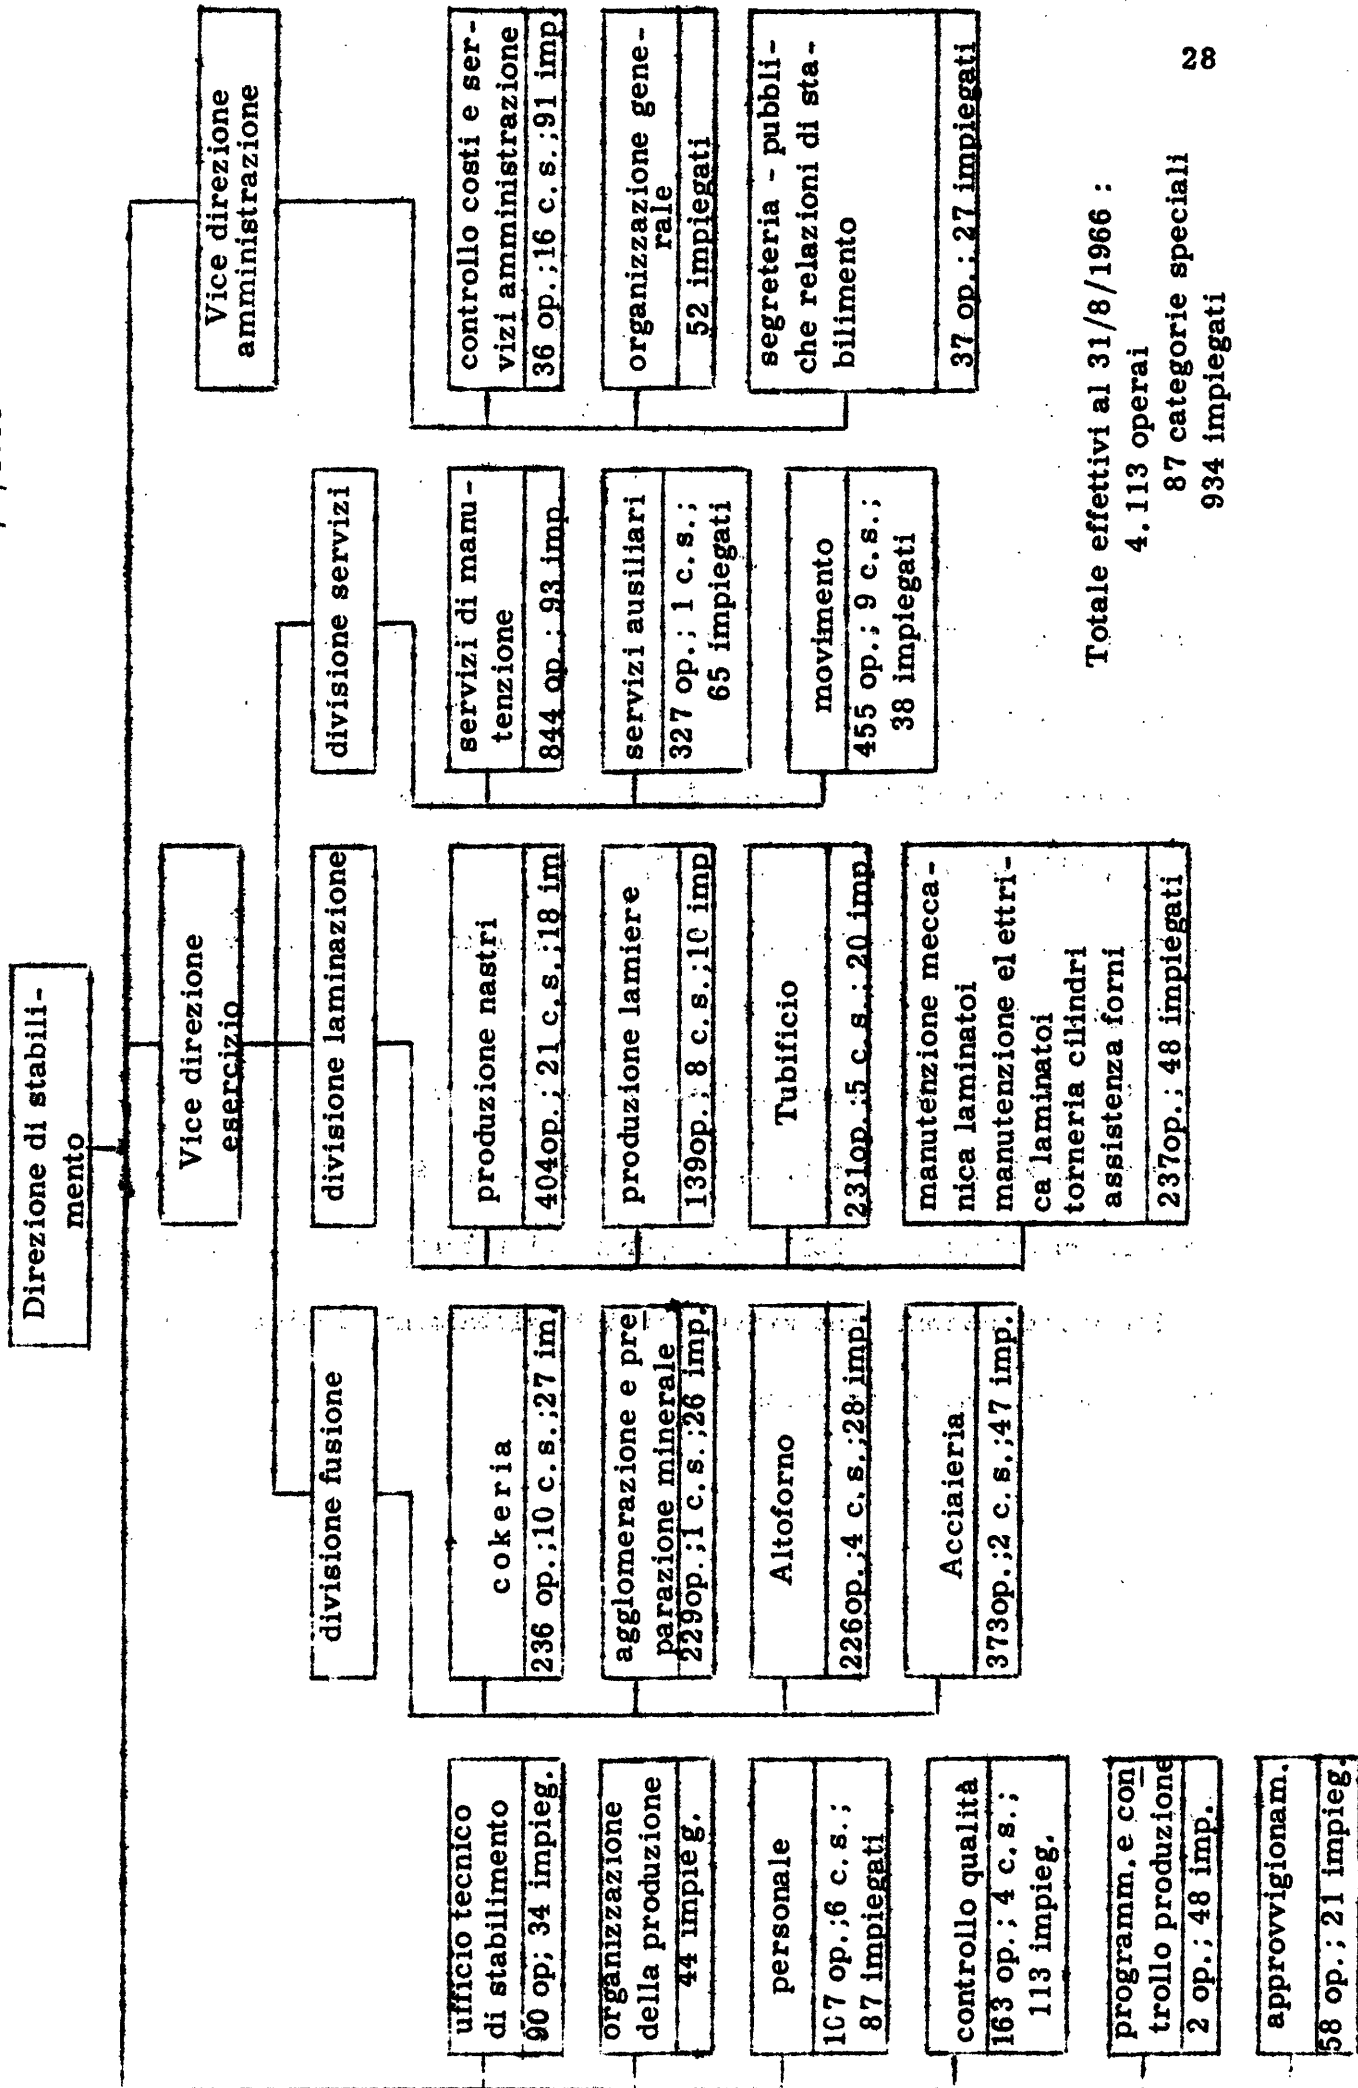 Direzione di stabili-
mento
Vice direzione
esercizio
Vice direzione
amministrazione
divisione fusione
divisione laminazione
divisione servizi
ufficio tecnico
di stabilimento
90 op; 34 impieg.
organizzazione
della produzione
44 impieg.
personale
107 op.;6 c.s.;
87 impiegati
controllo qualità
163 op.; 4 c.s.;
113 impieg.
programm. e con
trollo produzione
2 op.; 48 imp.
approvvigionam.
58 op.; 21 impieg.
cokeria
236 op.;10 c.s.;27 im.
agglomerazione e pre
parazione minerale
229op.;1 c.s.;26 imp.
Altoforno
226op.;4 c.s.;28 imp.
Acciaieria
373op.;2 c.s.;47 imp.
produzione nastri
404op.; 21 c.s.;18 im
produzione lamiere
139op.; 8 c.s.;10 imp
Tubificio
231op.;5 c.s.;20 imp
manutenzione mecca-
nica laminatoi
manutenzione elettri-
ca laminatoi
torneria cilindri
assistenza forni
237op.; 48 impiegati
servizi di manu-
tenzione
844 op.; 93 imp
servizi ausiliari
327 op.; 1 c.s.;
65 impiegati
movimento
455 op.; 9 c.s.;
38 impiegati
controllo costi e ser-
vizi amministrazione
36 op.;16 c.s.;91 imp
organizzazione gene-
rale
52 impiegati
segreteria - pubbli-
che relazioni di sta-
bilimento
37 op.; 27 impiegati
Totale effettivi al 31/8/1966 :
4.113 operai
87 categorie speciali
934 impiegati
28